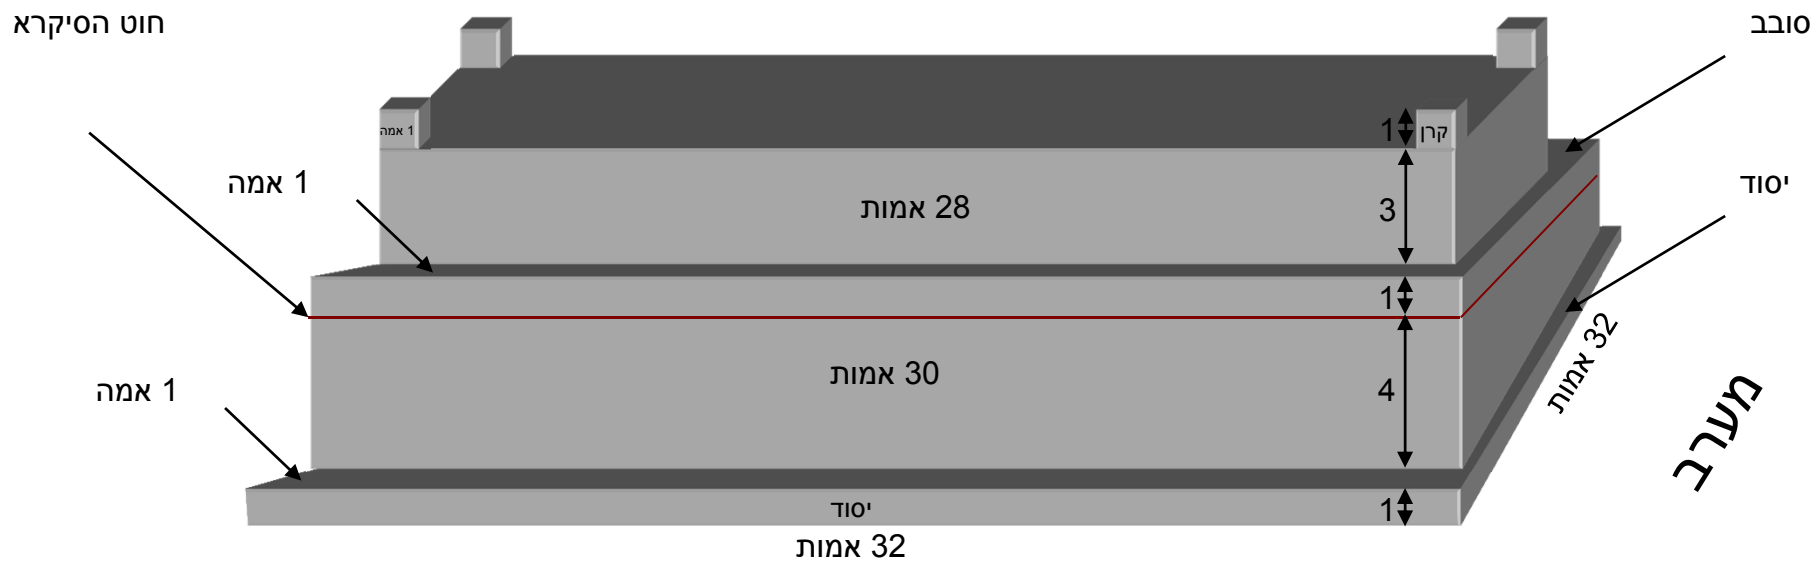 חוט הסיקרא
סובב
1 אמה
1
קרן
1 אמה
28 אמות
3
יסוד
1
30 אמות
4
1 אמה
32 אמות
מערב
יסוד
1
32 אמות